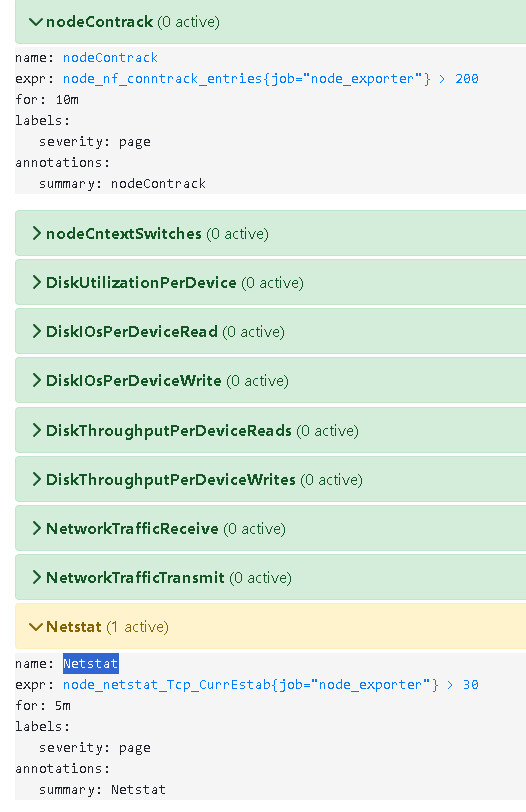 nodeContrack (0 active)
name: nodeContrack
expr: node_nf_conntrack_entries{job="node_exporter"} > 200
for: 10m
labels:
   severity: page
annotations:
   summary: nodeContrack
nodeCntextSwitches (0 active)
DiskUtilizationPerDevice (0 active)
DiskIOsPerDeviceRead (0 active)
DiskIOsPerDeviceWrite (0 active)
DiskThroughputPerDeviceReads (0 active)
DiskThroughputPerDeviceWrites (0 active)
NetworkTrafficReceive (0 active)
NetworkTrafficTransmit (0 active)
Netstat (1 active)
name: Netstat
expr: node_netstat_Tcp_CurrEstab{job="node_exporter"} > 30
for: 5m
labels:
   severity: page
annotations:
   summary: Netstat